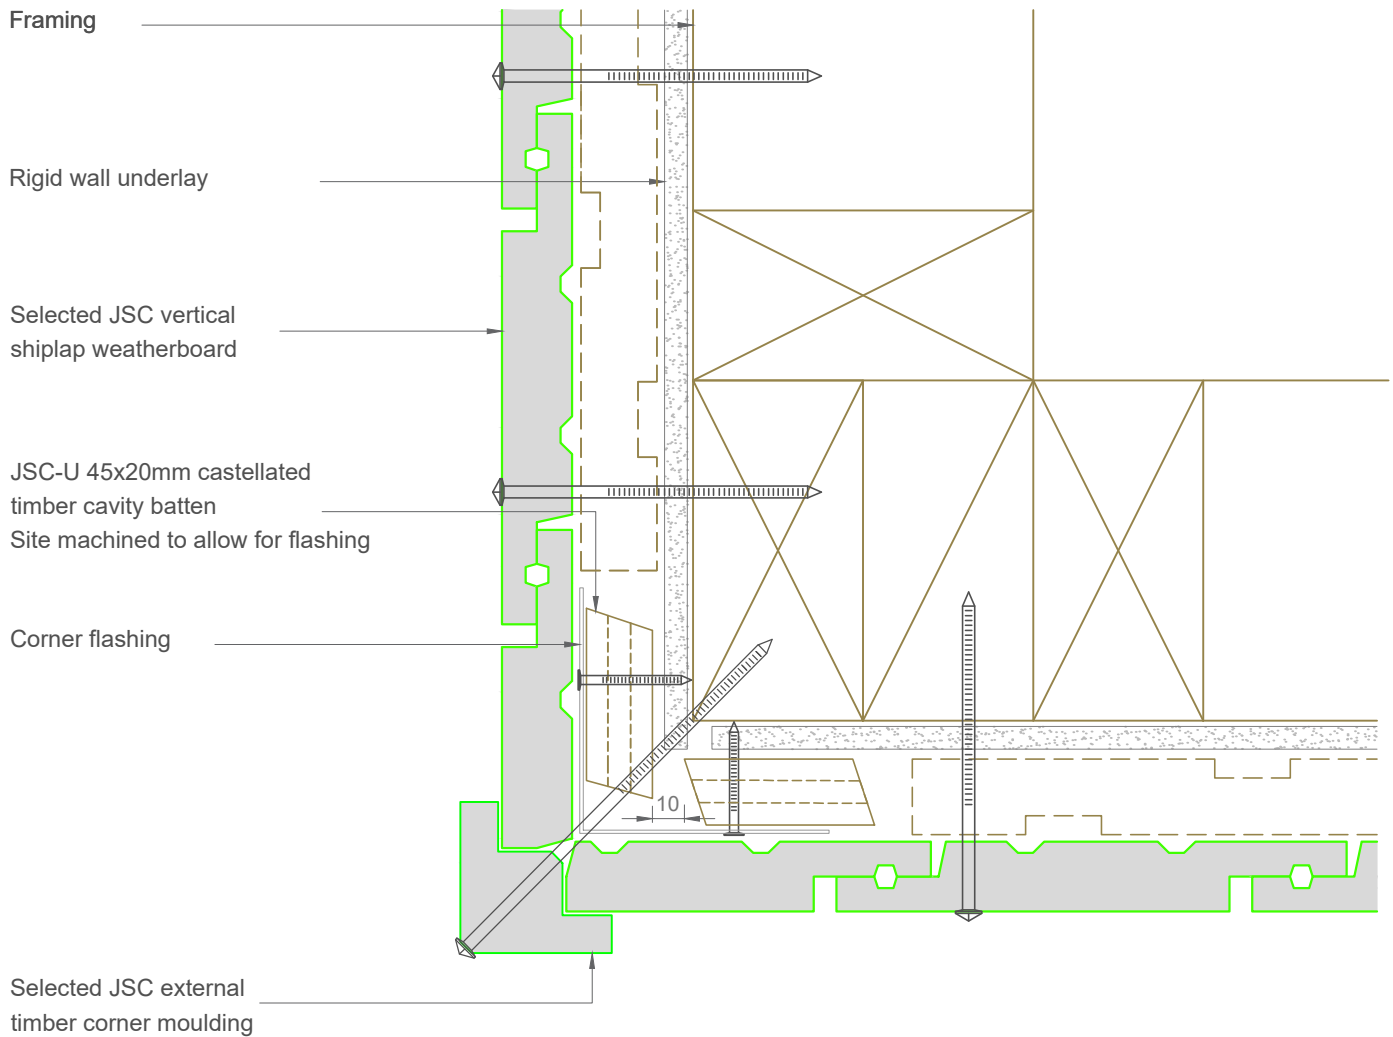 Framing
Rigid wall underlay
Selected JSC vertical
shiplap weatherboard
JSC-U 45x20mm castellated
timber cavity batten
Site machined to allow for flashing
Corner flashing
10
Selected JSC external
timber corner moulding